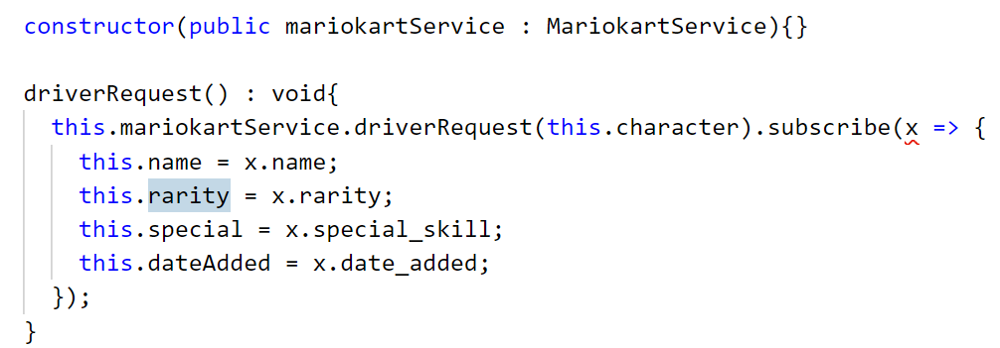 constructor(public mariokartService : MariokartService){}
driverRequest() : void{
this.mariokartService.driverRequest(this.character).subscribe(x => {
this.name = x.name;
this.rarity = x.rarity;
this.special = x.special_skill;
this.dateAdded = x.date_added;
});
}